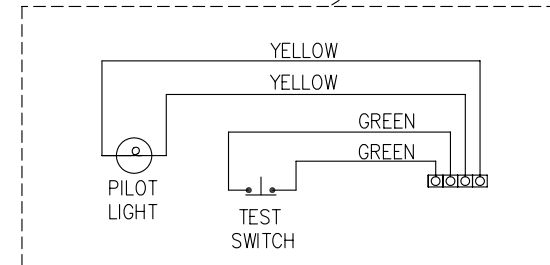 YELLOW
YELLOW
GREEN
GREEN
PILOT
LIGHT
TEST
SWITCH